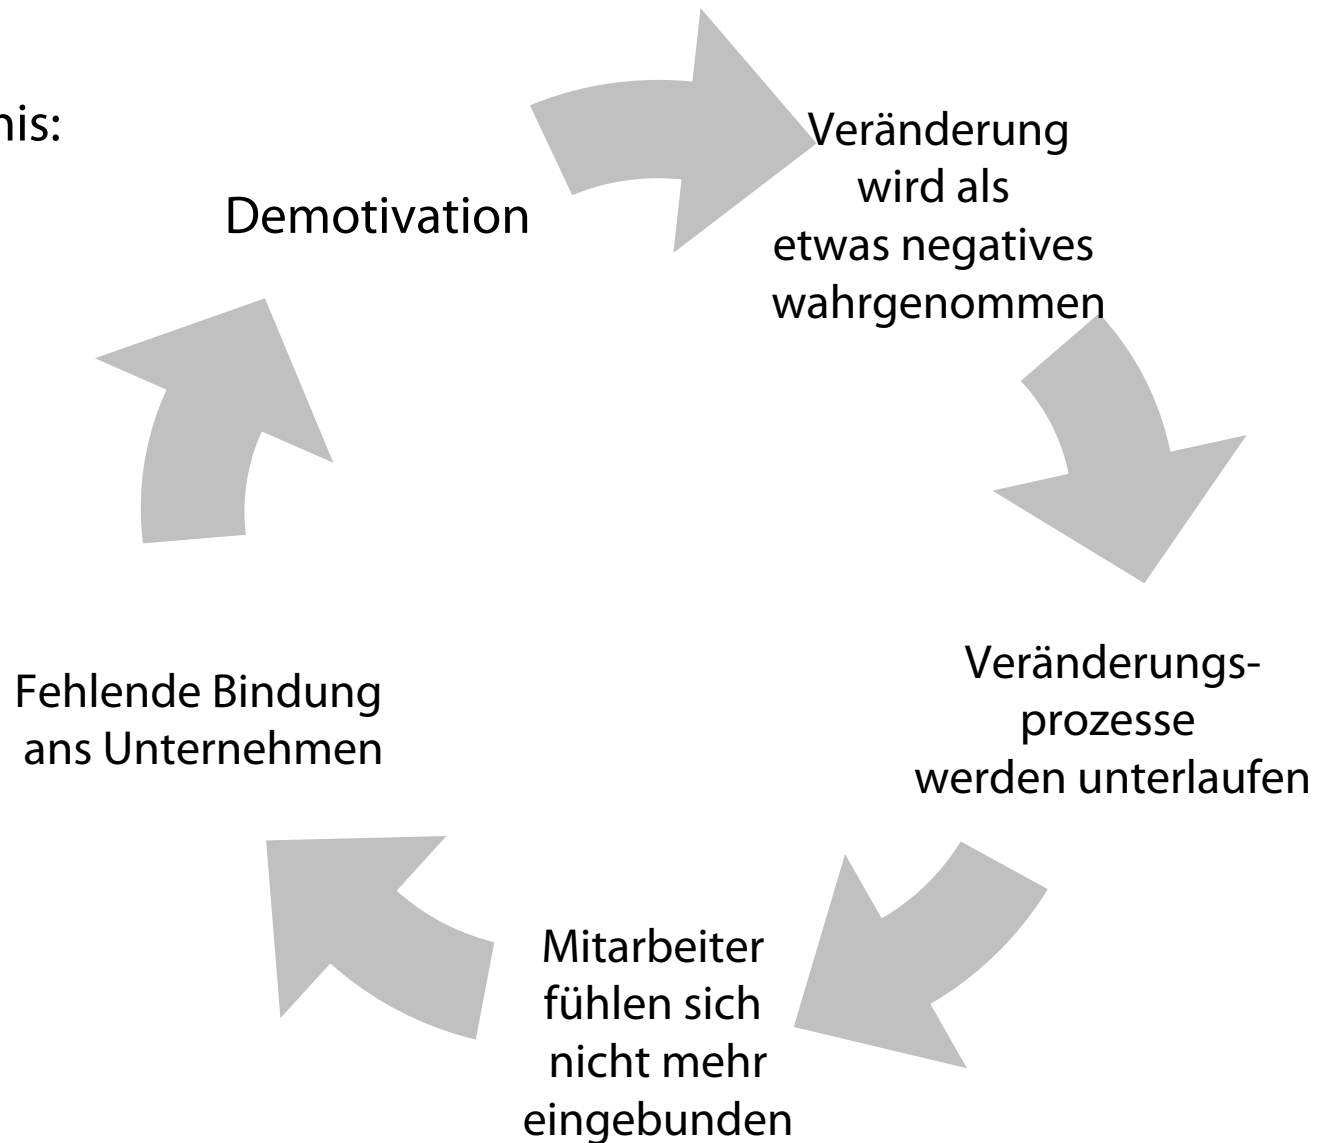 nis:
Demotivation
Veränderung
wird als
etwas negatives
wahrgenommen
Veränderungs-
prozesse
werden unterlaufen
Mitarbeiter
fühlen sich
nicht mehr
eingebunden
Fehlende Bindung
ans Unternehmen